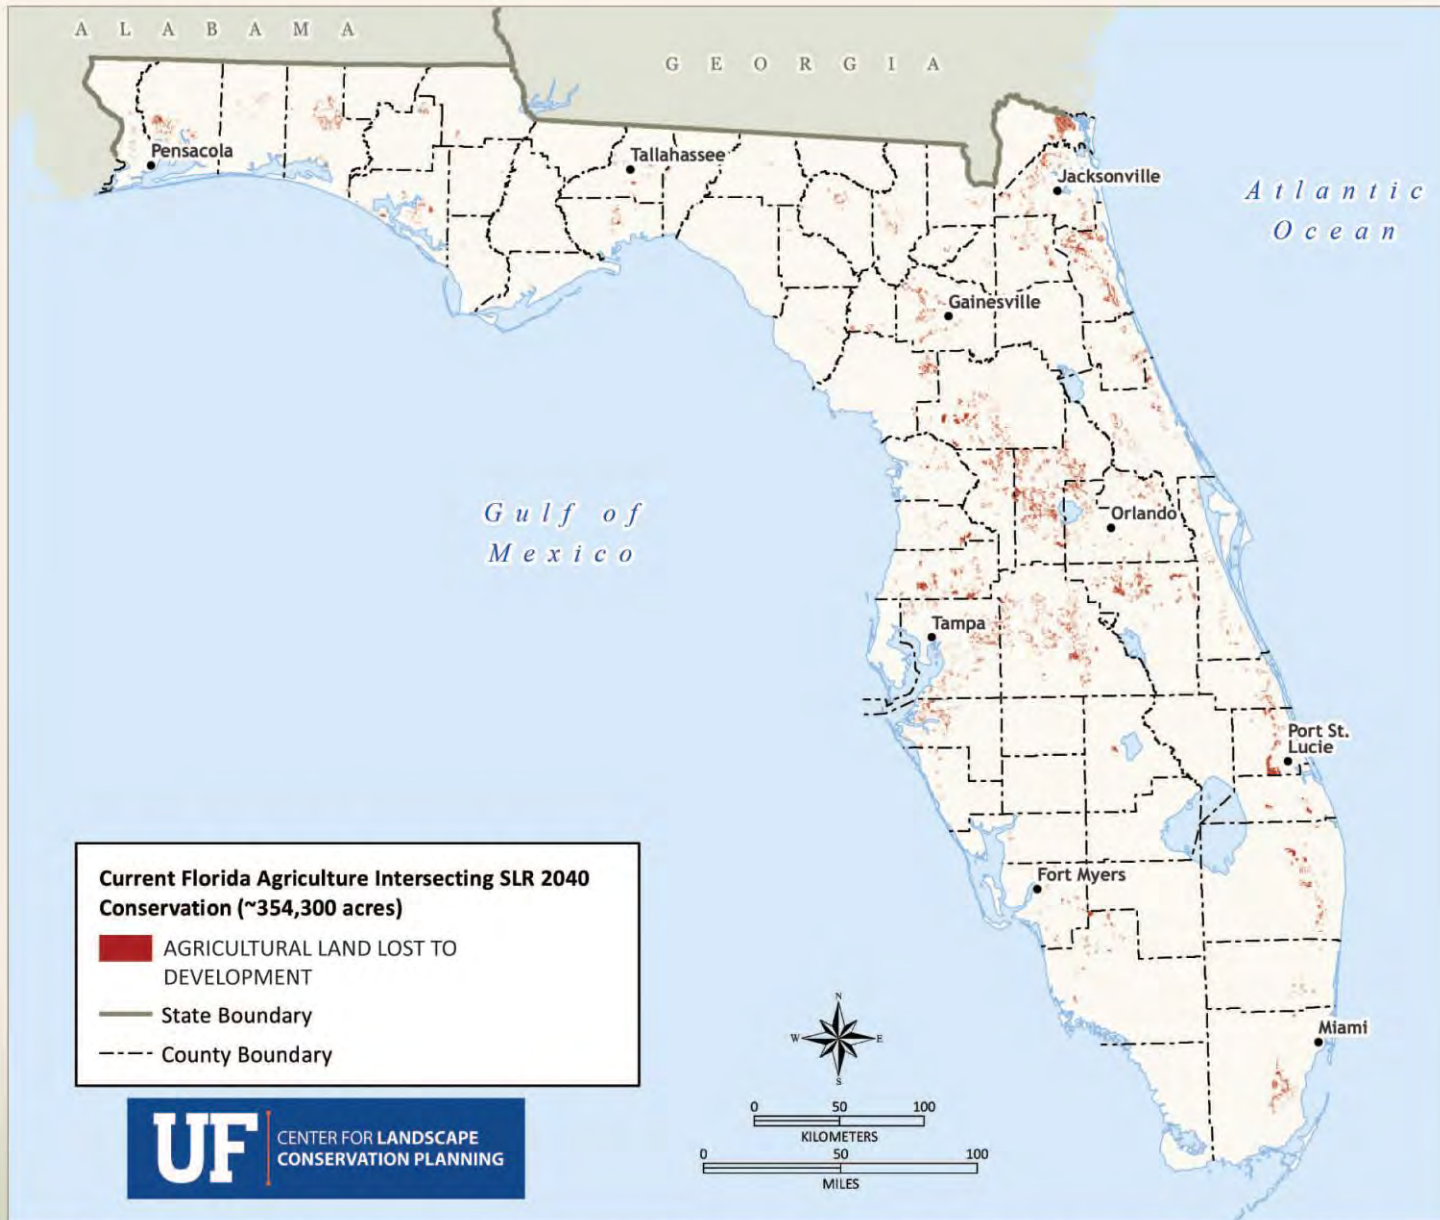 A L A B A M A
G E O R G I A
Pensacola
Tallahassee
Jacksonville
Atlantic
Ocean
Gainesville
Gulf of
Mexico
Orlando
Tampa
Port St.
Lucie
Fort Myers
Miami
Current Florida Agriculture Intersecting SLR 2040
Conservation (~354,300 acres)
AGRICULTURAL LAND LOST TO
DEVELOPMENT
State Boundary
County Boundary
N
W E
S
0 50 100
KILOMETERS
0 50 100
MILES
UF CENTER FOR LANDSCAPE
CONSERVATION PLANNING